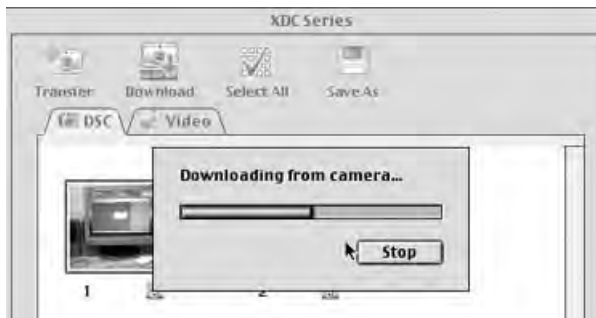 XDC Series
Transfer Download Select All Save As
DSC Video
Downloading from camera...
Stop
1 2